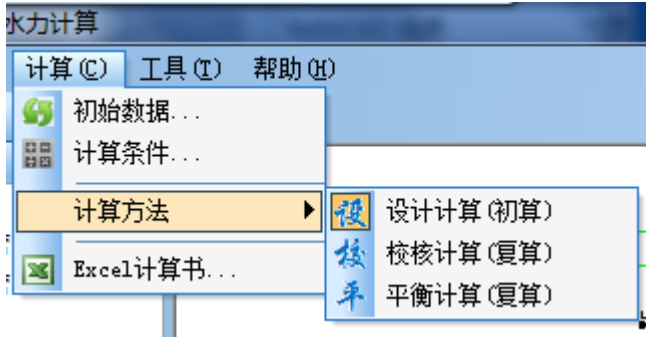 水力计算
计算(C) 工具(T) 帮助(H)
初始数据...
计算条件...
计算方法
设 设计计算(初算)
校 校核计算(复算)
平 平衡计算(复算)
Excel计算书...